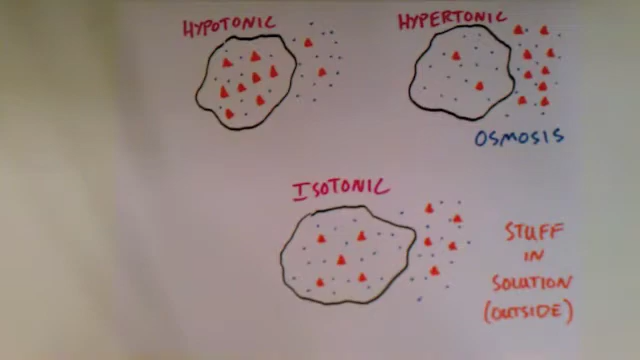 HYPOTONIC
HYPERTONIC
OSMOSIS
ISOTONIC
STUFF
IN
SOLUTION
(OUTSIDE)